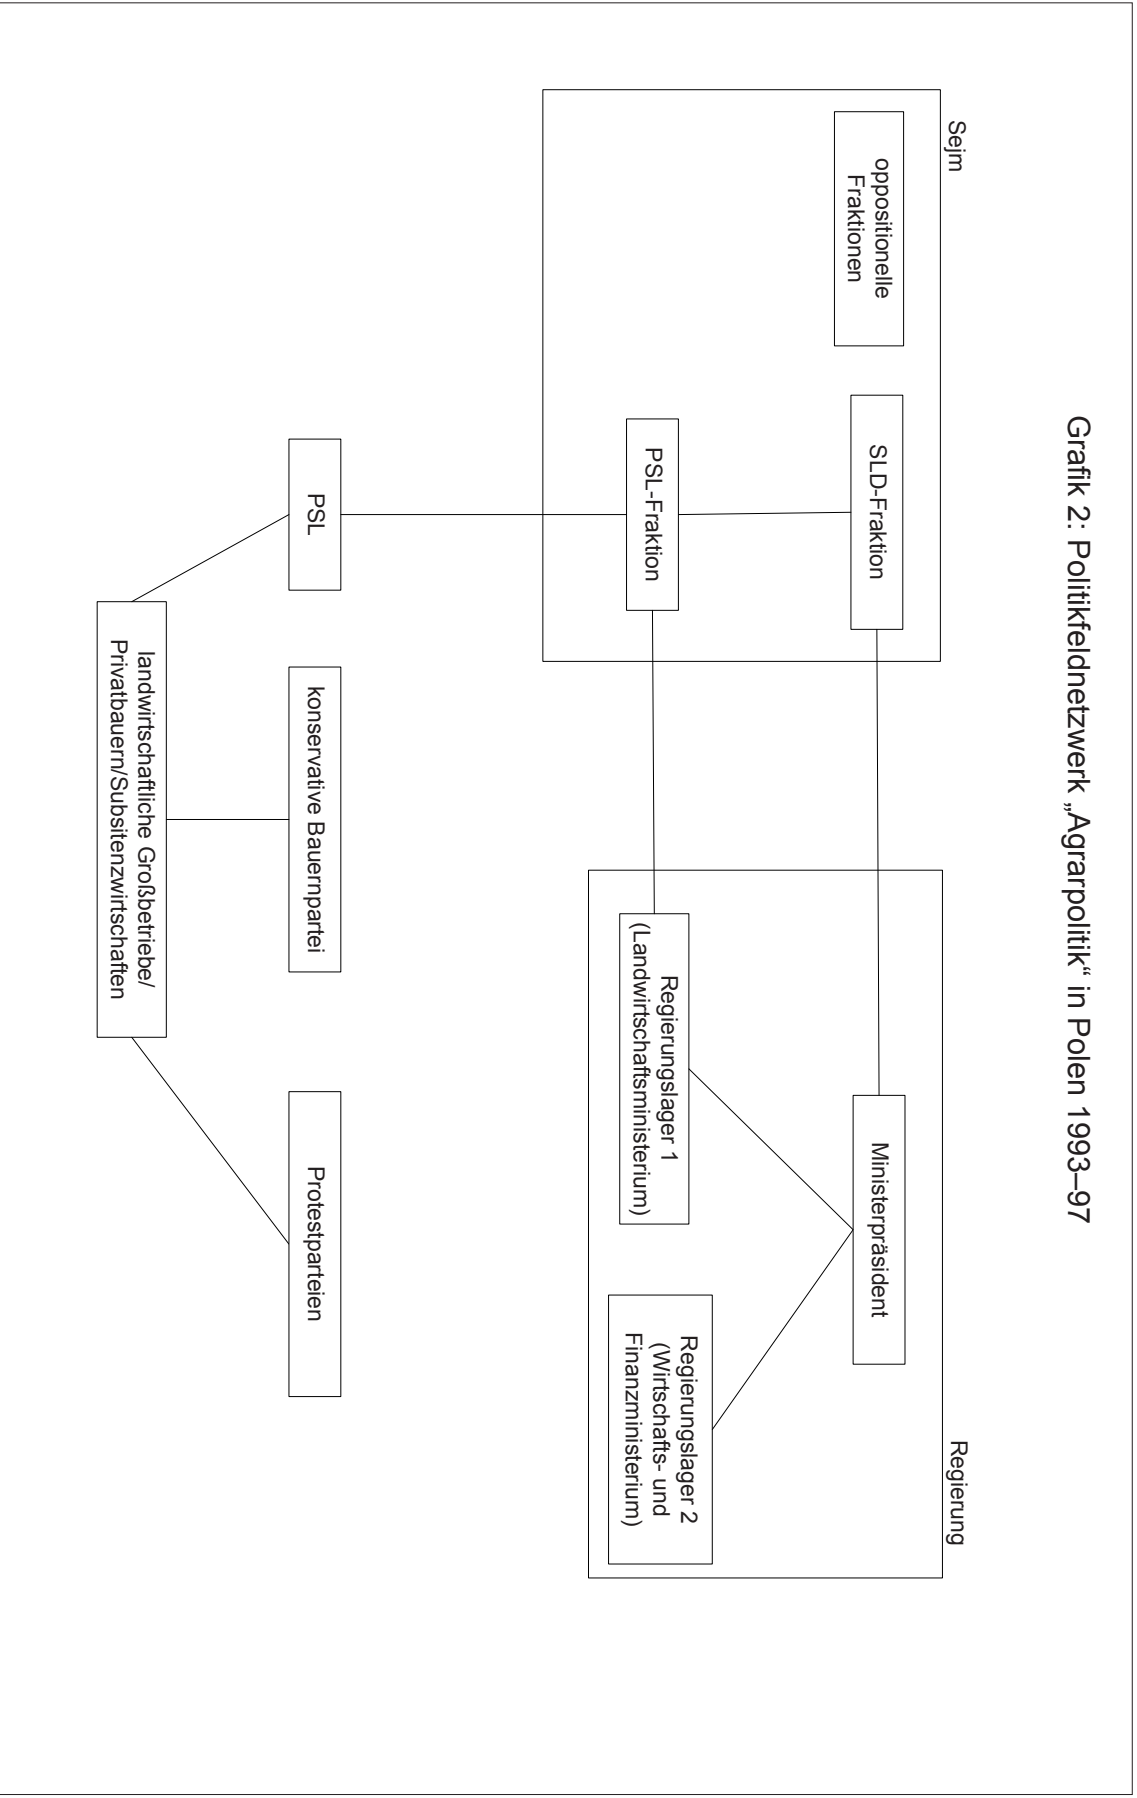 Grafik 2: Politikfeldnetzwerk „Agrarpolitik“ in Polen 1993–97
Sejm
Regierung
oppositionelle
Fraktionen
SLD-Fraktion
Ministerpräsident
PSL-Fraktion
Regierungslager 1
(Landwirtschaftsministerium)
Regierungslager 2
(Wirtschafts- und
Finanzministerium)
PSL
konservative Bauernpartei
Protestparteien
landwirtschaftliche Großbetriebe/
Privatbauern/Subsitenzwirtschaften